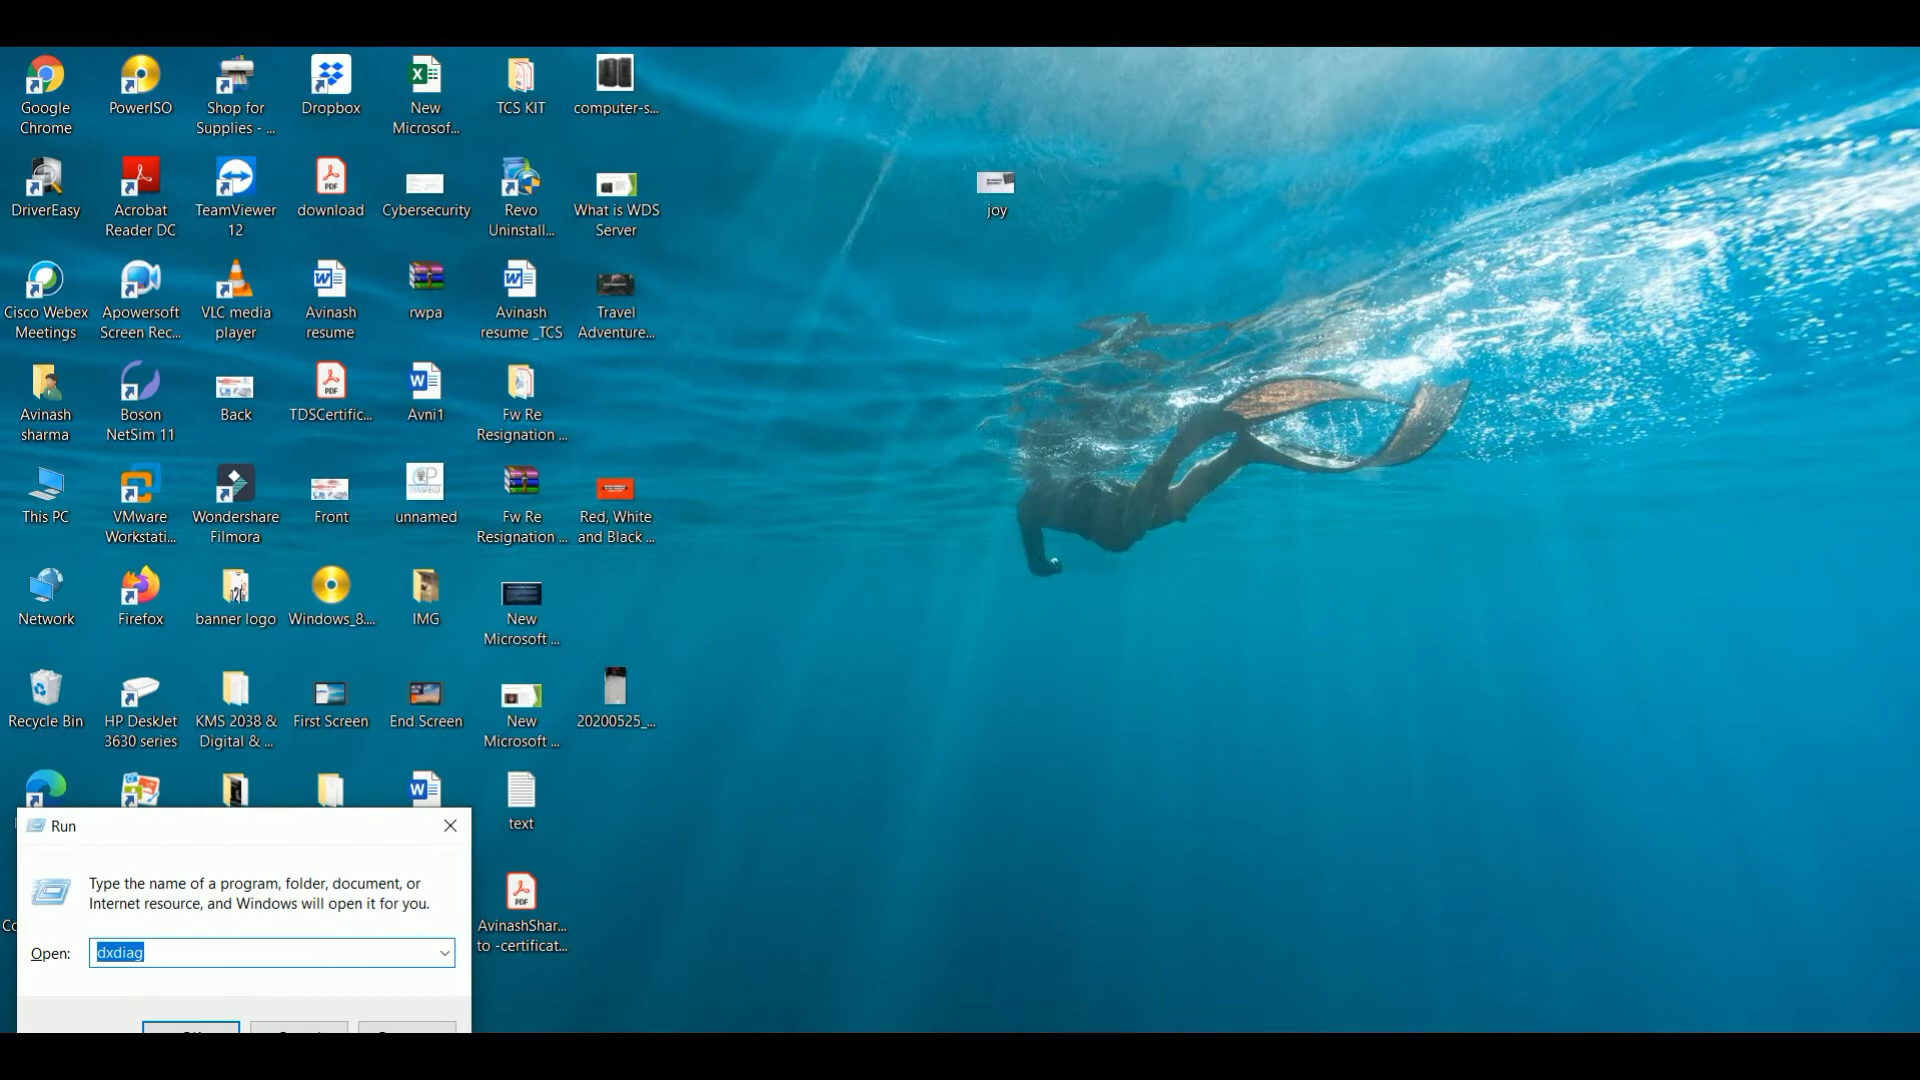 Google
Chrome
PowerISO
Shop for
Supplies - ...
Dropbox
New
Microsof...
TCS KIT
computer-s...
DriverEasy
Acrobat
Reader DC
TeamViewer
12
download
Cybersecurity
Revo
Uninstall...
What is WDS
Server
joy
Cisco Webex
Meetings
Apowersoft
Screen Rec...
VLC media
player
Avinash
resume
rwpa
Avinash
resume _TCS
Travel
Adventure...
Avinash
sharma
Boson
NetSim 11
Back
TDSCertific...
Avni1
Fw Re
Resignation ...
This PC
VMware
Workstati...
Wondershare
Filmora
Front
unnamed
Fw Re
Resignation ...
Red, White
and Black ...
Network
Firefox
banner logo
Windows_8....
IMG
New
Microsoft ...
Recycle Bin
HP DeskJet
3630 series
KMS 2038 &
Digital & ...
First Screen
End Screen
New
Microsoft ...
20200525_...
text
AvinashShar...
to -certificat...
Run
Type the name of a program, folder, document, or
Internet resource, and Windows will open it for you.
Open:
dxdiag